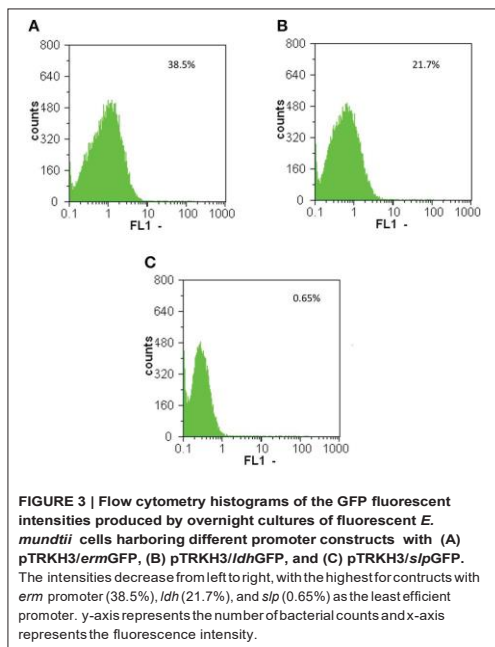 A
800
640
480
320
160
0
counts
38.5%
0.1 1 10 100 1000
FL1 -
B
800
640
480
320
160
0
counts
21.7%
0.1 1 10 100 1000
FL1 -
C
800
640
480
320
160
0
counts
0.65%
0.1 1 10 100 1000
FL1 -
FIGURE 3 | Flow cytometry histograms of the GFP fluorescent
intensities produced by overnight cultures of fluorescent E.
mundtii cells harboring different promoter constructs with (A)
pTRKH3/ermGFP, (B) pTRKH3/ldhGFP, and (C) pTRKH3/slpGFP.
The intensities decrease from left to right, with the highest for contructs with
erm promoter (38.5%), ldh (21.7%), and slp (0.65%) as the least efficient
promoter. y-axis represents the number of bacterial counts and x-axis
represents the fluorescence intensity.